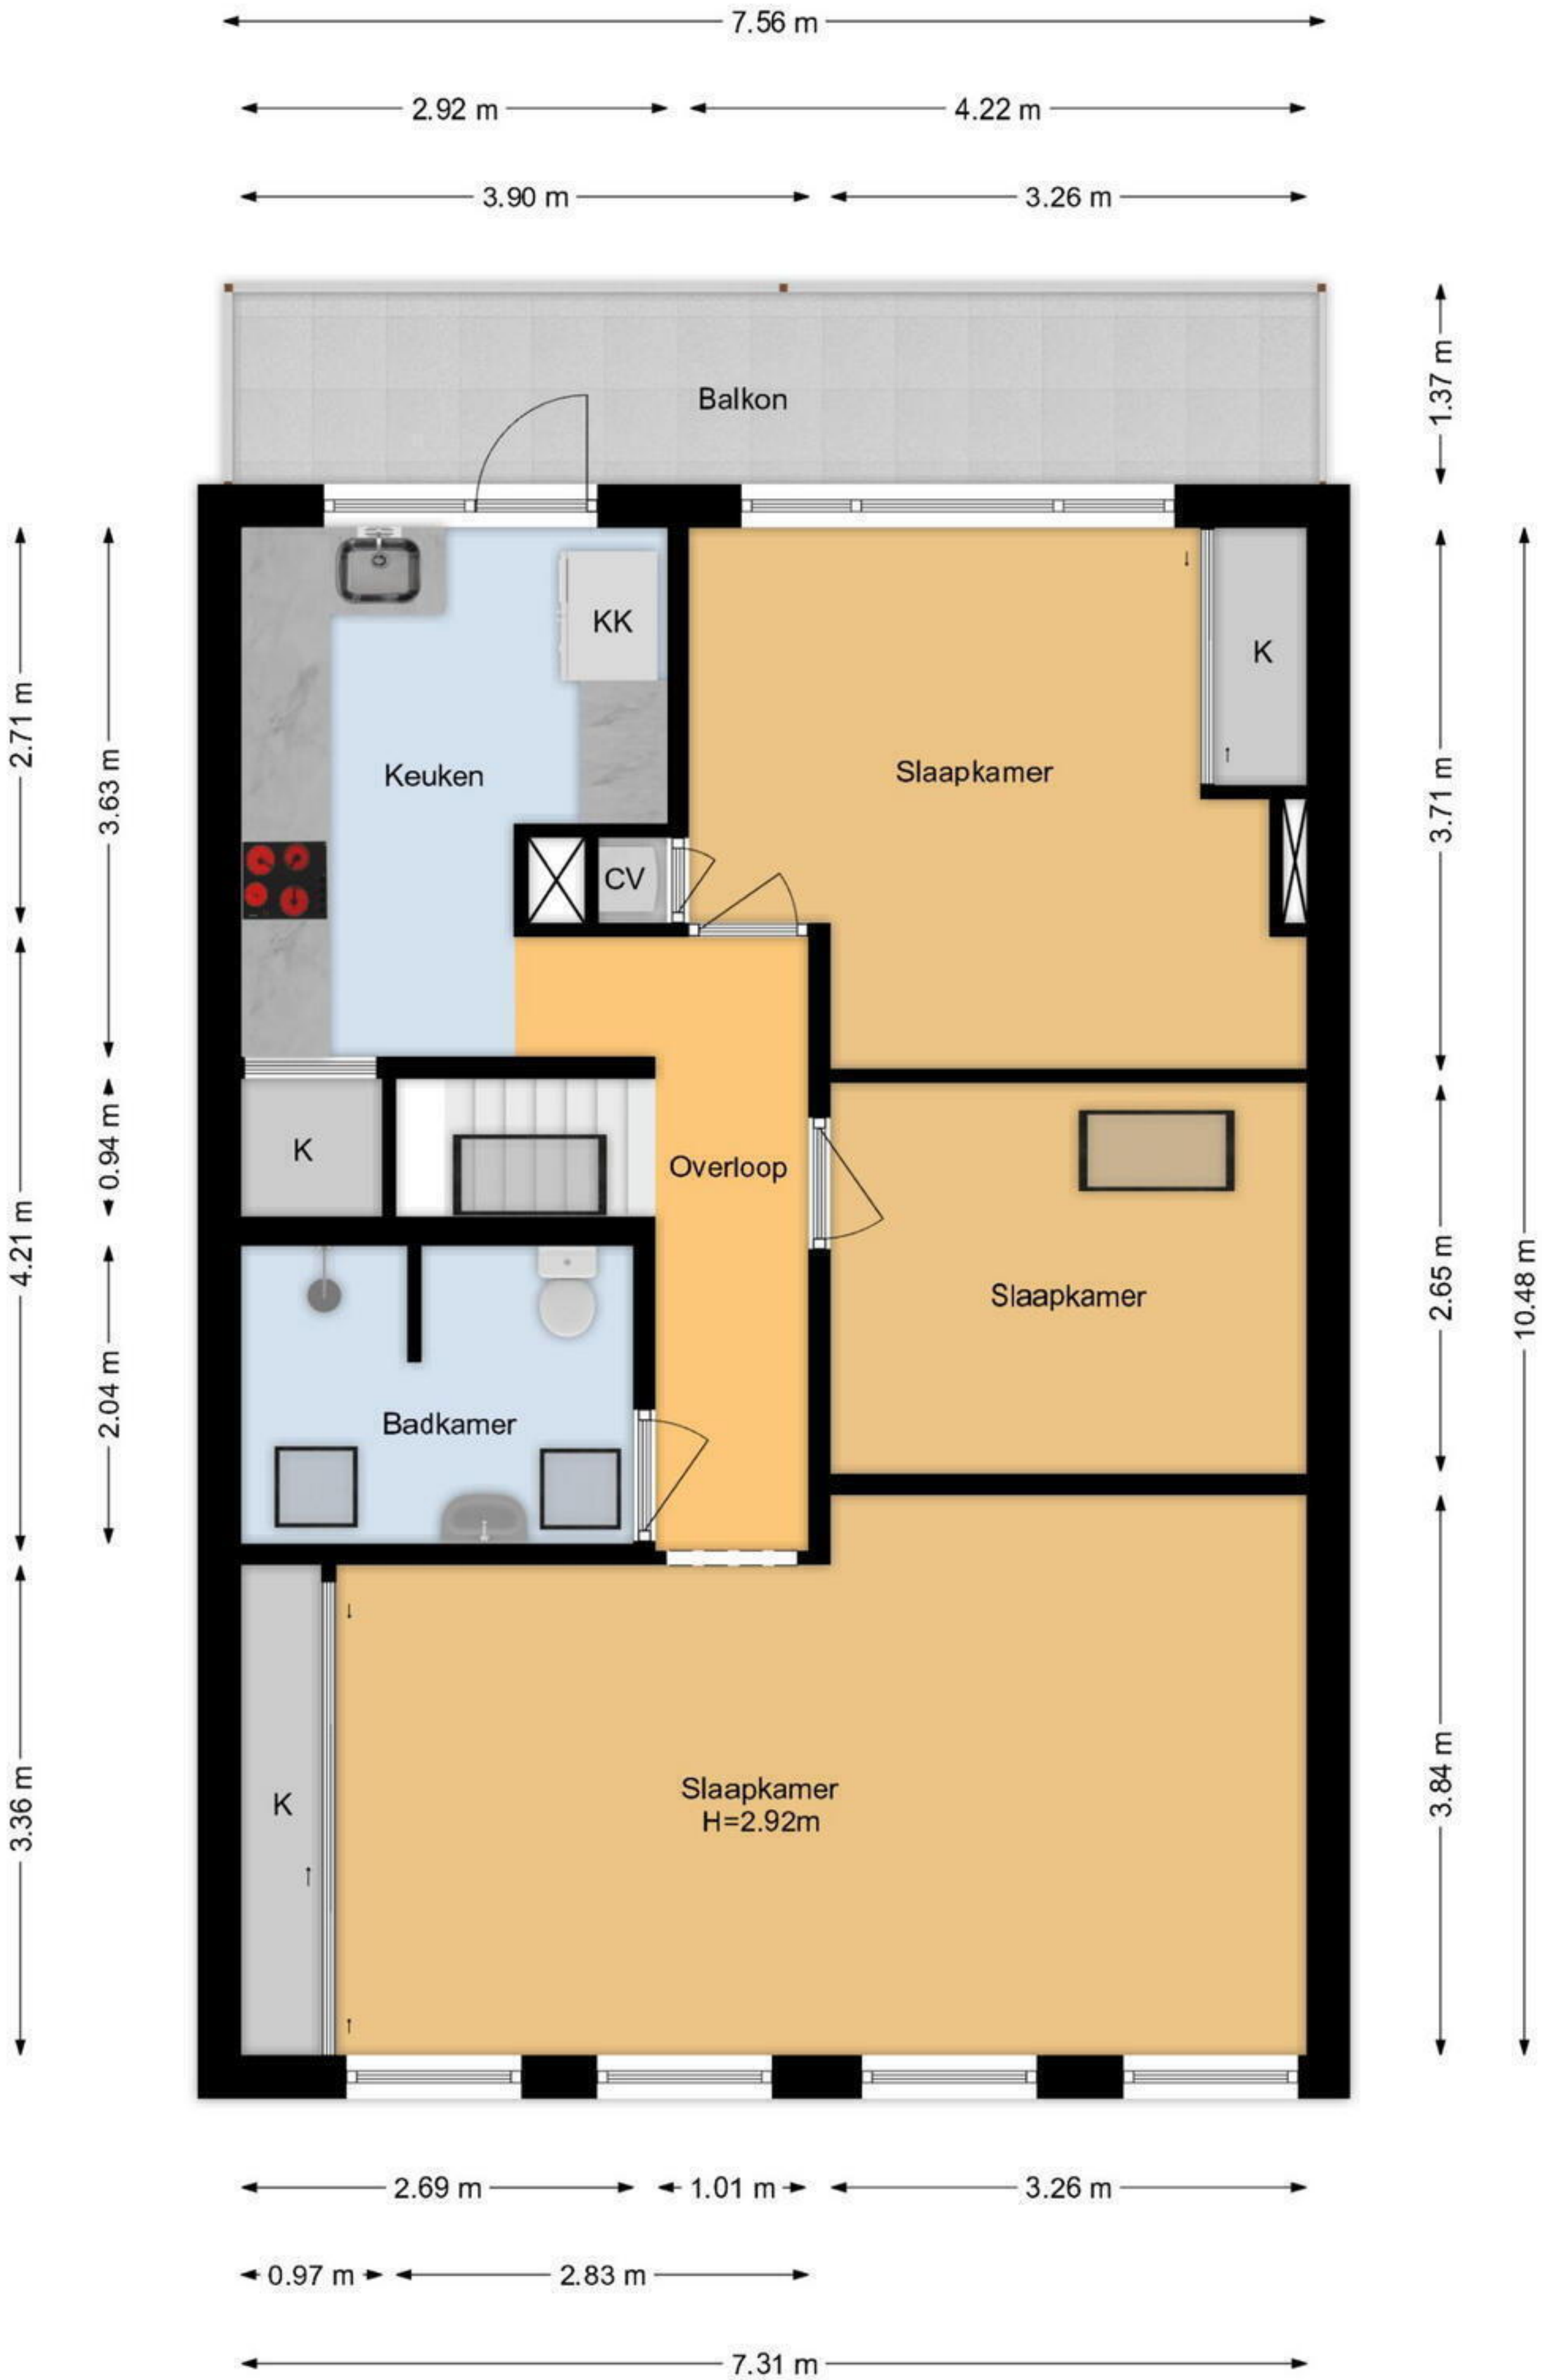 7.56 m
2.92 m
4.22 m
3.90 m
3.26 m
Balkon
1.37 m
KK
K
2.71 m
3.63 m
Keuken
Slaapkamer
3.71 m
CV
K
0.94 m
Overloop
4.21 m
2.65 m
10.48 m
Slaapkamer
2.04 m
Badkamer
3.36 m
K
Slaapkamer
H=2.92m
3.84 m
2.69 m
1.01 m
3.26 m
0.97 m
2.83 m
7.31 m